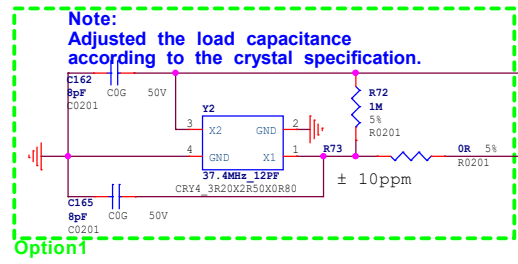 Note:
Adjusted the load capacitance
according to the crystal specification.
C162
8pF C0G 50V
C0201
Y2
3 X2 GND 2
4 GND X1 1
37.4MHz_12PF
CRY4_3R20X2R50X0R80
R72
1M
5%
R0201
R73 0R 5%
R0201
± 10ppm
C165
8pF C0G 50V
C0201
Option1